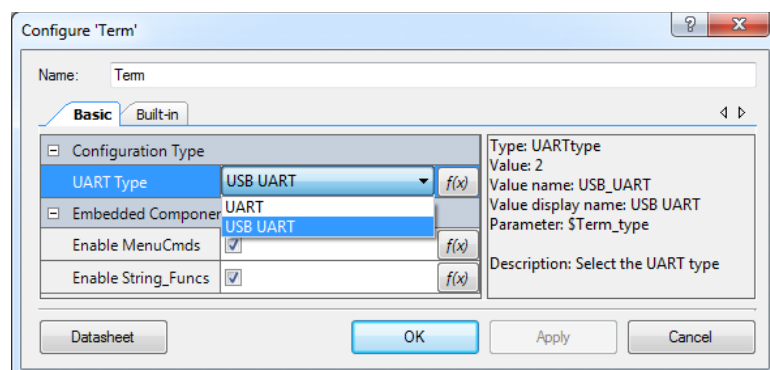 Configure 'Term'
Name: Term
Basic Built-in
Configuration Type
UART Type USB UART f(x)
UART
USB UART
Embedded Componen
Enable MenuCmds f(x)
Enable String_Funcs f(x)
Type: UARTtype
Value: 2
Value name: USB_UART
Value display name: USB UART
Parameter: $Term_type
Description: Select the UART type
Datasheet OK Apply Cancel